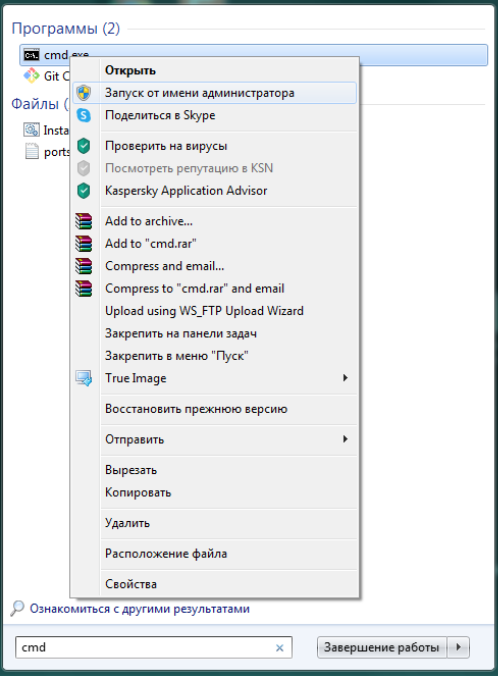 Программы (2)
cmd.exe
Git C
Открыть
Запуск от имени администратора
Поделиться в Skype
Файлы (
Insta
ports
Проверить на вирусы
Посмотреть репутацию в KSN
Kaspersky Application Advisor
Add to archive...
Add to "cmd.rar"
Compress and email...
Compress to "cmd.rar" and email
Upload using WS_FTP Upload Wizard
Закрепить на панели задач
Закрепить в меню "Пуск"
True Image
Восстановить прежнюю версию
Отправить
Вырезать
Копировать
Удалить
Расположение файла
Свойства
Ознакомиться с другими результатами
cmd
Завершение работы